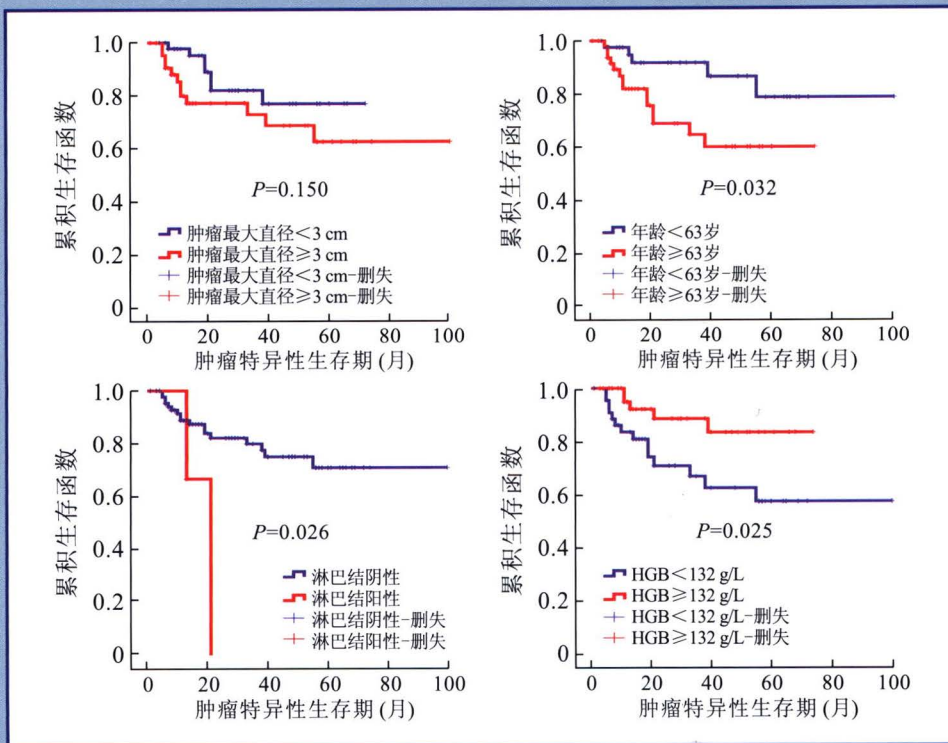 累积生存函数
1.0
0.8
0.6
0.4
0.2
0
P=0.150
肿瘤最大直径＜3 cm
肿瘤最大直径≥3 cm
肿瘤最大直径＜3 cm-删失
肿瘤最大直径≥3 cm-删失
0 20 40 60 80 100
肿瘤特异性生存期 (月)
累积生存函数
1.0
0.8
0.6
0.4
0.2
0
P=0.032
年龄＜63岁
年龄≥63岁
年龄＜63岁-删失
年龄≥63岁-删失
0 20 40 60 80 100
肿瘤特异性生存期 (月)
累积生存函数
1.0
0.8
0.6
0.4
0.2
0
P=0.026
淋巴结阴性
淋巴结阳性
淋巴结阴性-删失
淋巴结阳性-删失
0 20 40 60 80 100
肿瘤特异性生存期 (月)
累积生存函数
1.0
0.8
0.6
0.4
0.2
0
P=0.025
HGB＜132 g/L
HGB≥132 g/L
HGB＜132 g/L-删失
HGB≥132 g/L-删失
0 20 40 60 80 100
肿瘤特异性生存期 (月)